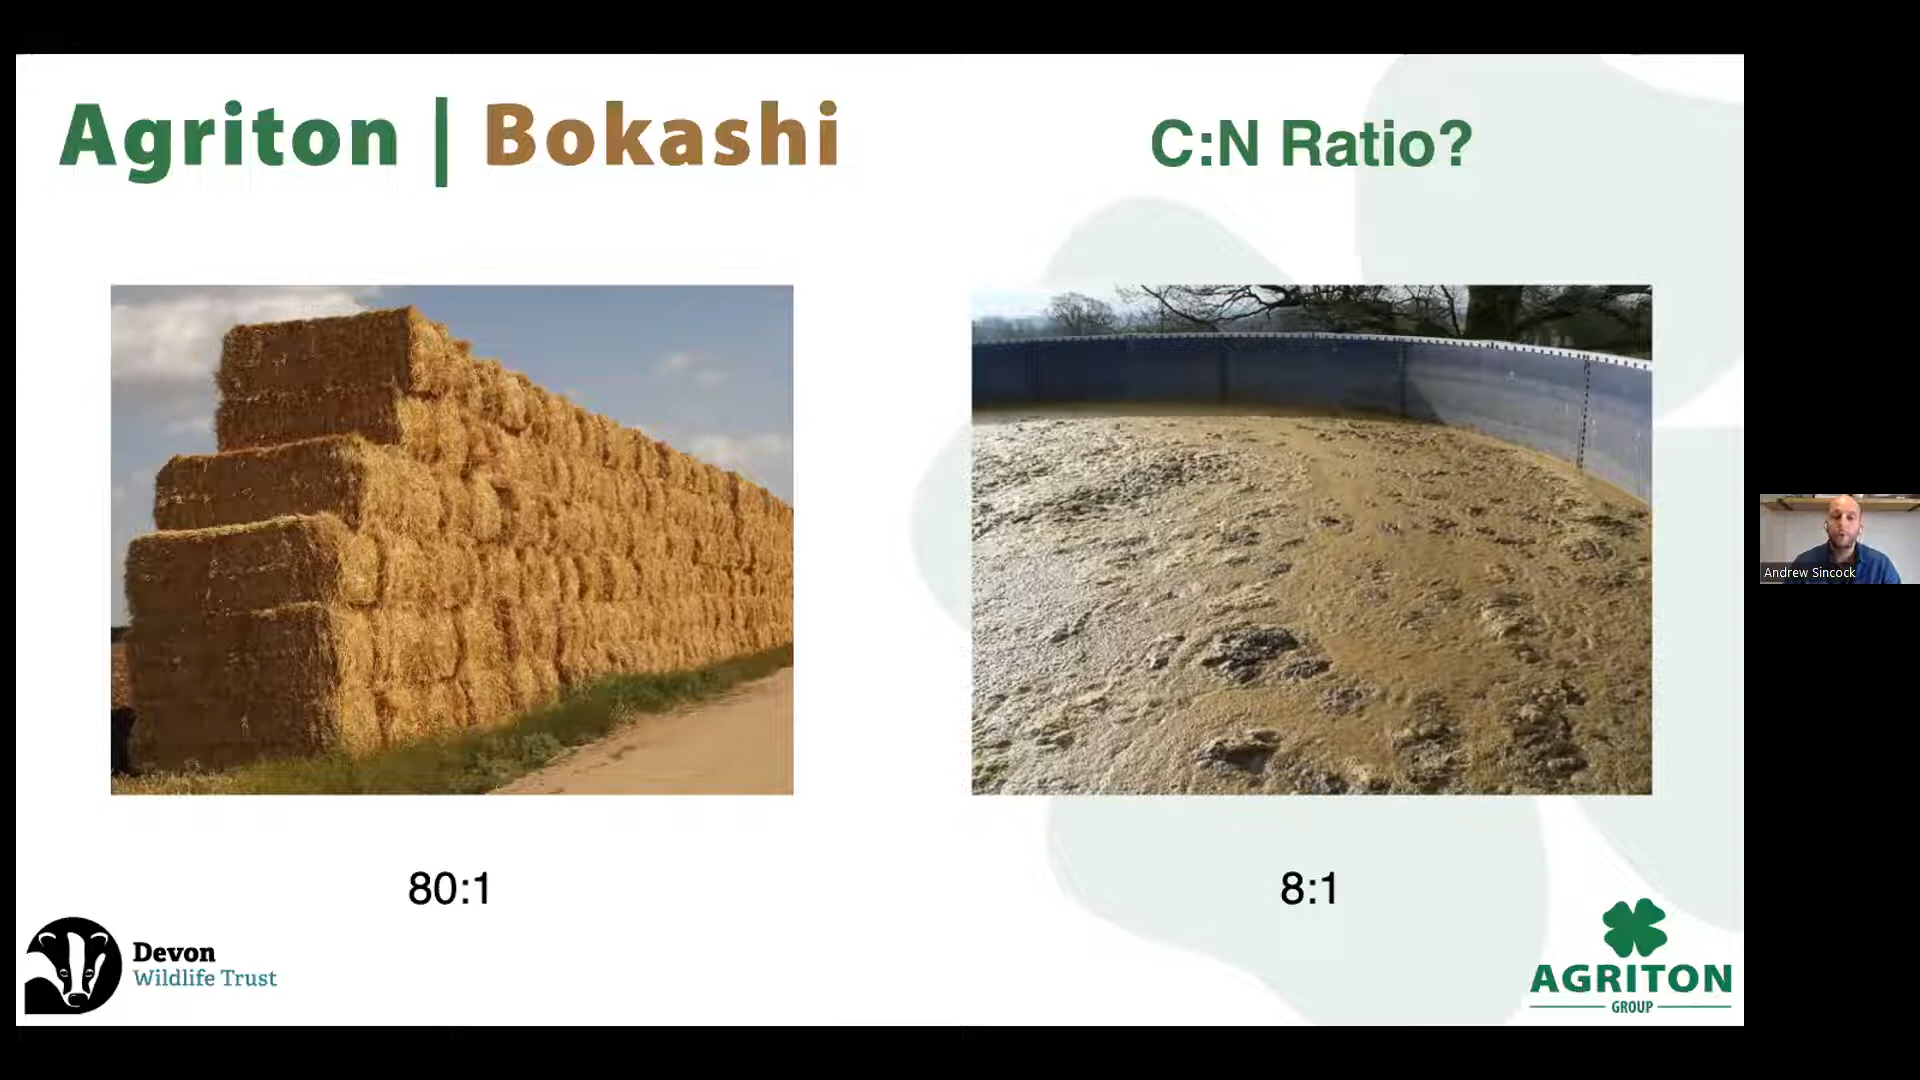 Agriton | Bokashi
C:N Ratio?
80:1
8:1
Devon
Wildlife Trust
AGRITON
GROUP
Andrew Sincock